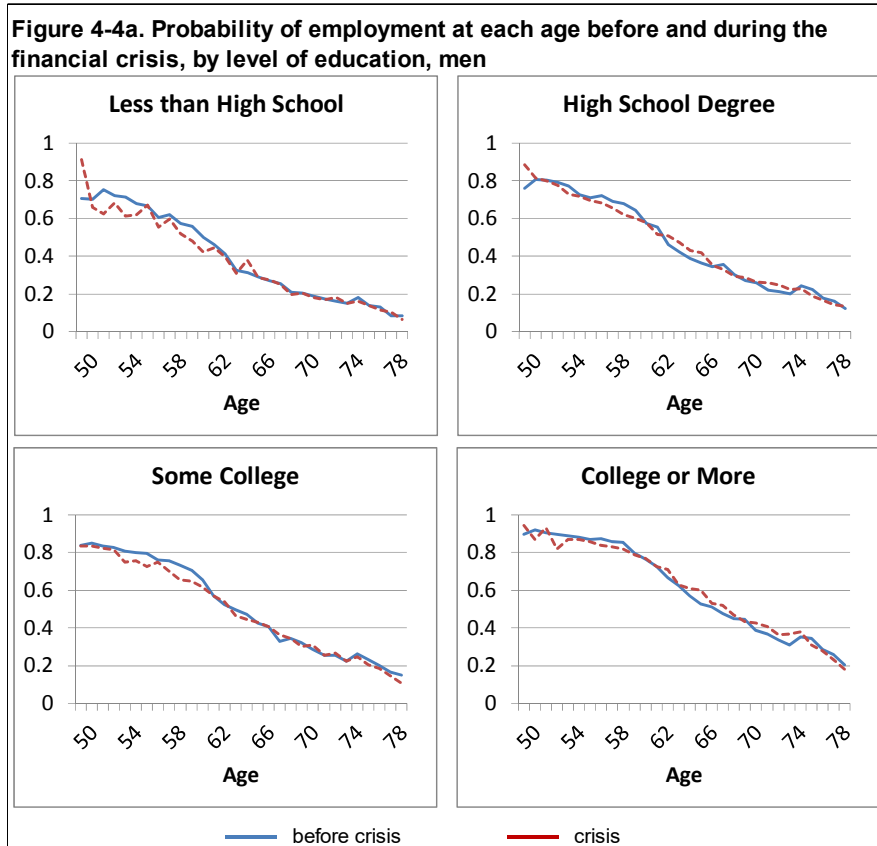 Figure 4-4a. Probability of employment at each age before and during the
financial crisis, by level of education, men
Less than High School
1
0.8
0.6
0.4
0.2
0
50 54 58 62 66 70 74 78
Age
High School Degree
1
0.8
0.6
0.4
0.2
0
50 54 58 62 66 70 74 78
Age
Some College
1
0.8
0.6
0.4
0.2
0
50 54 58 62 66 70 74 78
Age
College or More
1
0.8
0.6
0.4
0.2
0
50 54 58 62 66 70 74 78
Age
before crisis crisis